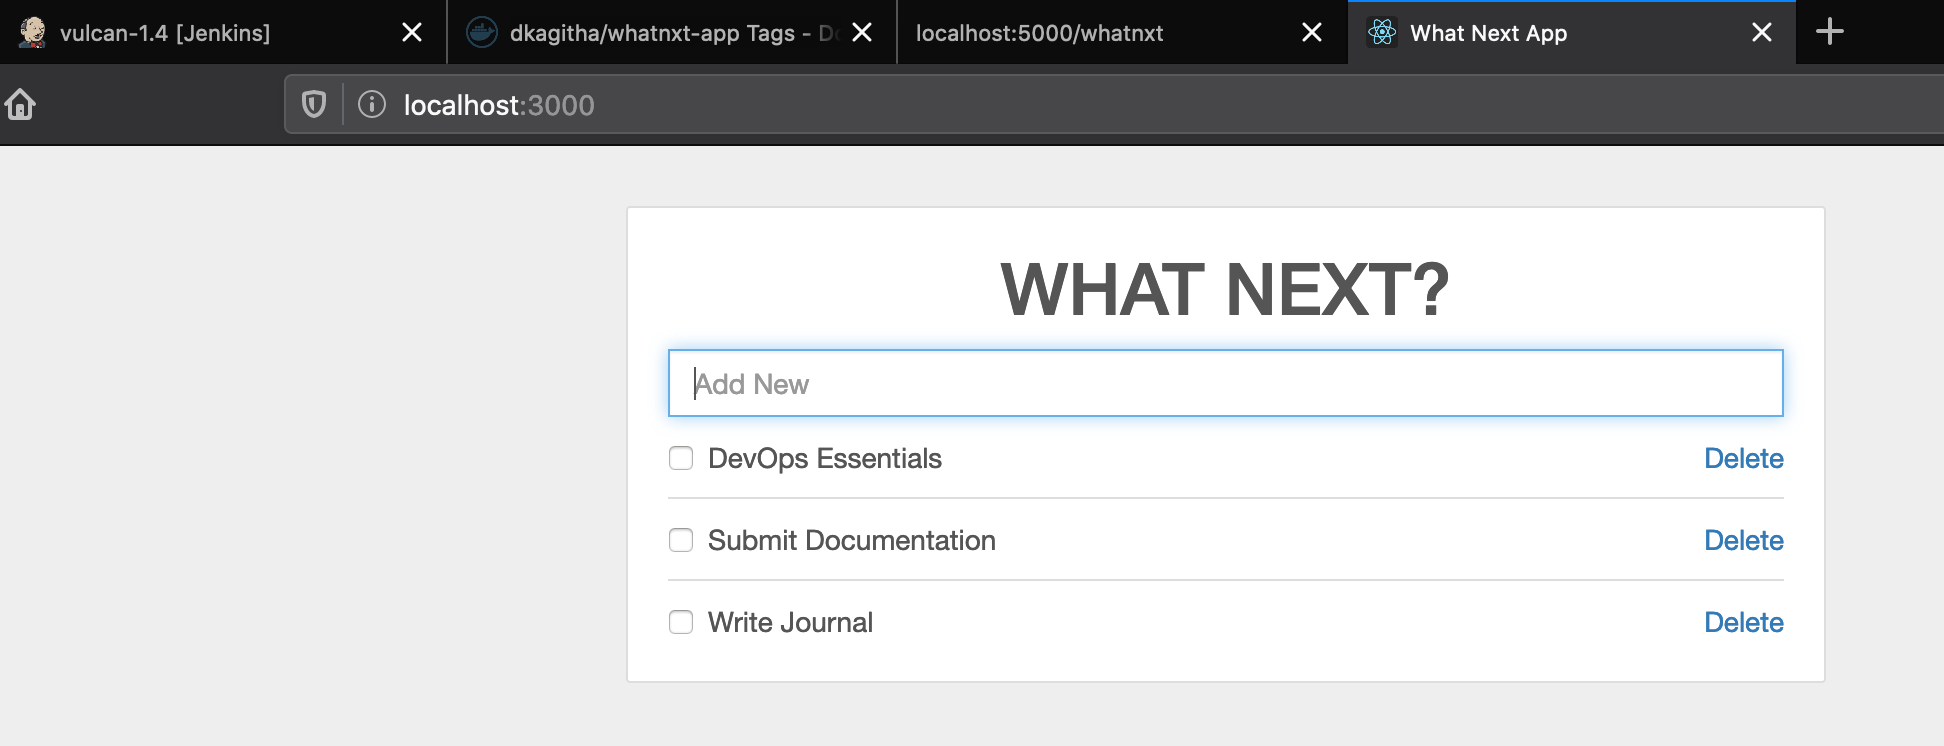 vulcan-1.4 [Jenkins]
dkagitha/whatnxt-app Tags -
localhost:5000/whatnxt
What Next App
localhost:3000
WHAT NEXT?
Add New
DevOps Essentials Delete
Submit Documentation Delete
Write Journal Delete